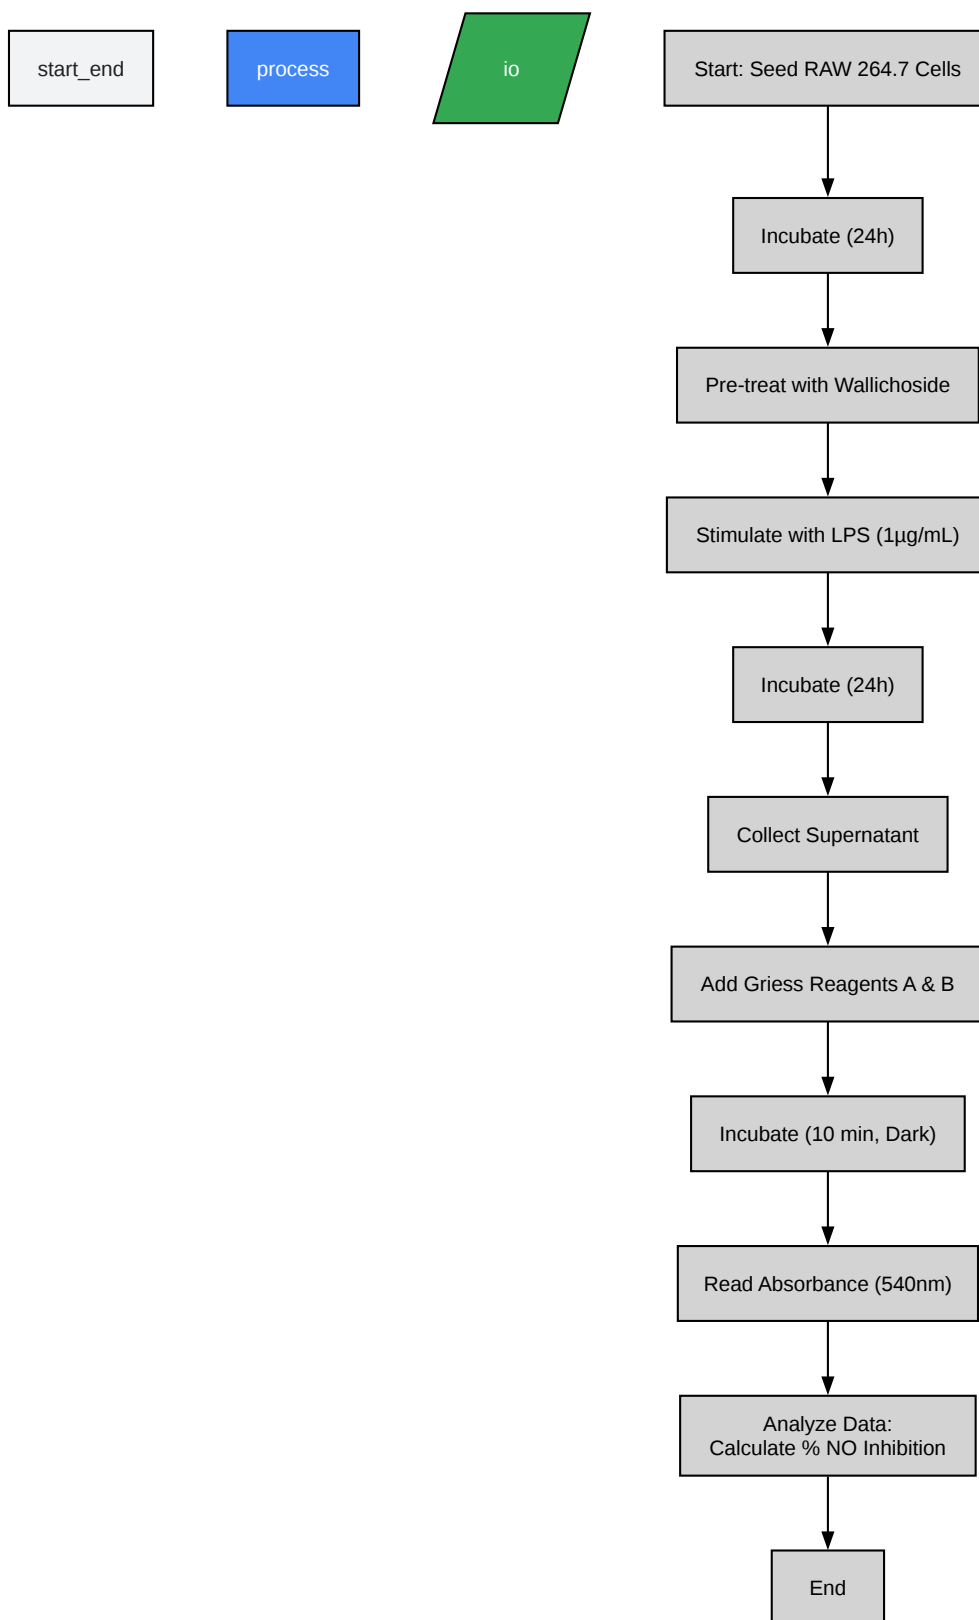 start_end
process
io
Start: Seed RAW 264.7 Cells
Incubate (24h)
Pre-treat with Wallichoside
Stimulate with LPS (1µg/mL)
Incubate (24h)
Collect Supernatant
Add Griess Reagents A & B
Incubate (10 min, Dark)
Read Absorbance (540nm)
Analyze Data:
Calculate % NO Inhibition
End